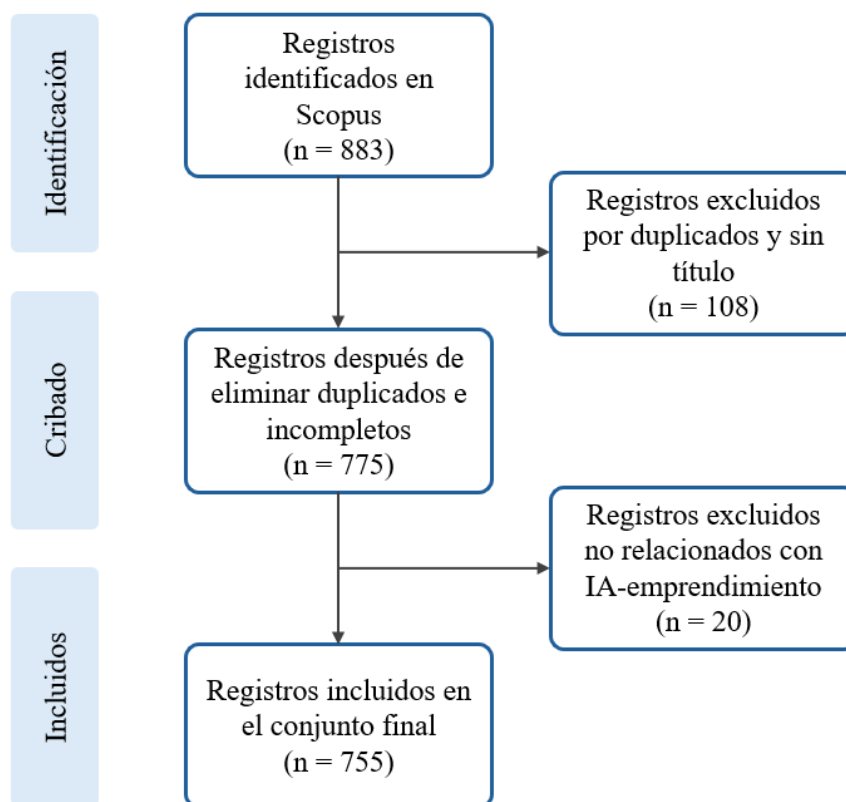 Identificación
Registros
identificados en
Scopus
(n = 883)
Registros excluidos
por duplicados y sin
título
(n = 108)
Cribado
Registros después de
eliminar duplicados e
incompletos
(n = 775)
Registros excluidos
no relacionados con
IA-emprendimiento
(n = 20)
Incluidos
Registros incluidos en
el conjunto final
(n = 755)